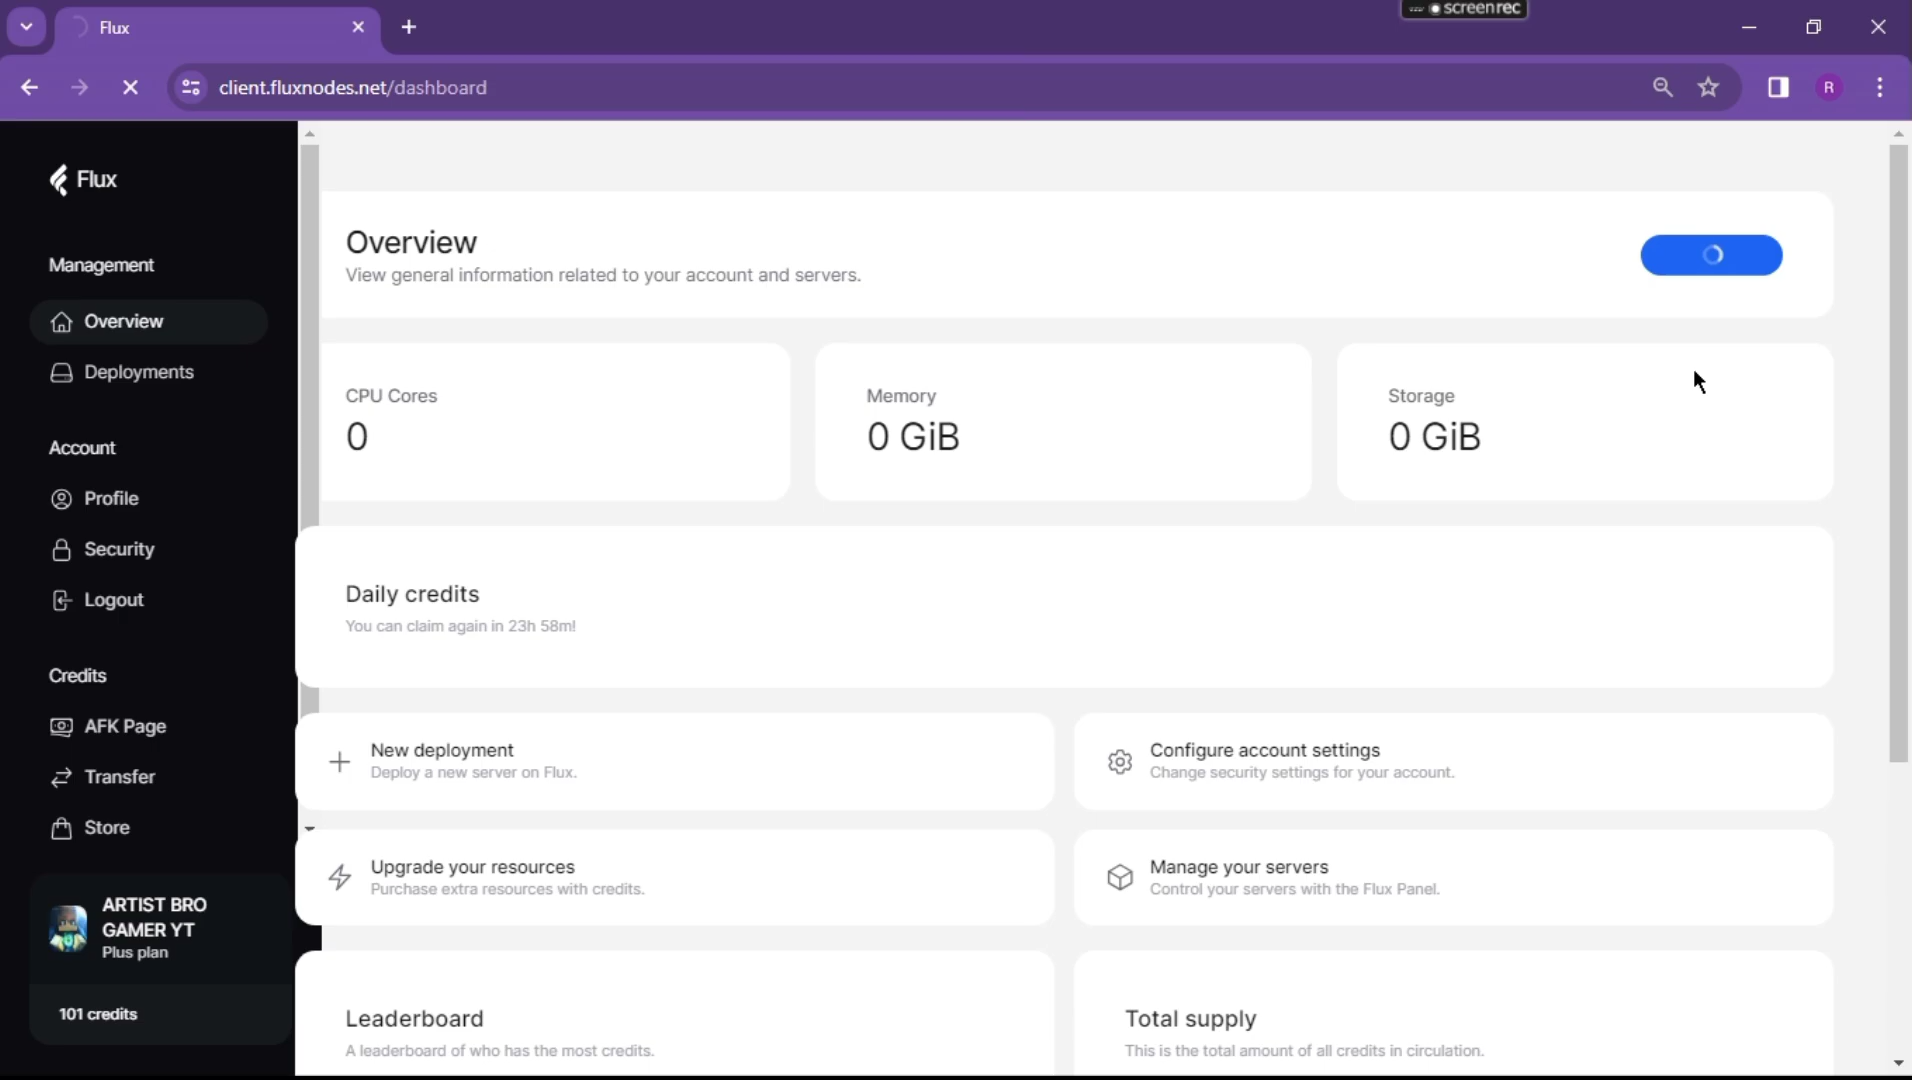 Flux
screenrec
client.fluxnodes.net/dashboard
R
Flux
Management
Overview
Deployments
Account
Profile
Security
Logout
Credits
AFK Page
Transfer
Store
ARTIST BRO
GAMER YT
Plus plan
101 credits
Overview
View general information related to your account and servers.
CPU Cores
0
Memory
0 GiB
Storage
0 GiB
Daily credits
You can claim again in 23h 58m!
New deployment
Deploy a new server on Flux.
Configure account settings
Change security settings for your account.
Upgrade your resources
Purchase extra resources with credits.
Manage your servers
Control your servers with the Flux Panel.
Leaderboard
A leaderboard of who has the most credits.
Total supply
This is the total amount of all credits in circulation.